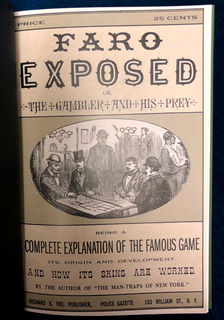 PRICE 25 CENTS
FARO
EXPOSED
OR,
THE GAMBLER AND HIS PREY
BEING A
COMPLETE EXPLANATION OF THE FAMOUS GAME
ITS ORIGIN AND DEVELOPMENT
AND HOW ITS SKINS ARE WORKED.
BY THE AUTHOR OF "THE MAN-TRAPS OF NEW YORK."
RICHARD K. FOX, PUBLISHER, POLICE GAZETTE 183 WILLIAM ST., N. Y.